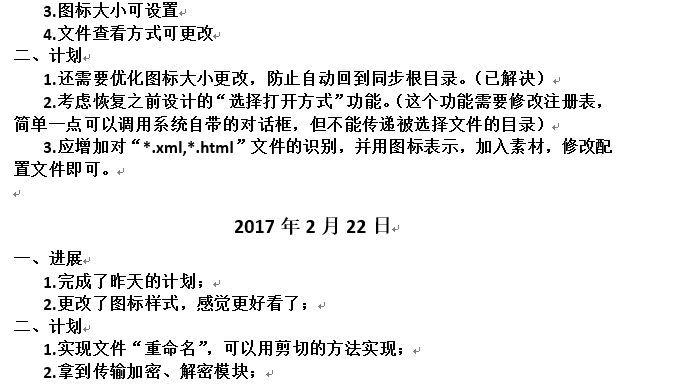 3.图标大小可设置
4.文件查看方式可更改
二、计划
1.还需要优化图标大小更改，防止自动回到同步根目录。（已解决）
2.考虑恢复之前设计的“选择打开方式”功能。（这个功能需要修改注册表，
简单一点可以调用系统自带的对话框，但不能传递被选择文件的目录）
3.应增加对“*.xml,*.html”文件的识别，并用图标表示，加入素材，修改配
置文件即可。
2017 年 2 月 22 日
一、进展
1.完成了昨天的计划；
2.更改了图标样式，感觉更好看了；
二、计划
1.实现文件“重命名”，可以用剪切的方法实现；
2.拿到传输加密、解密模块；